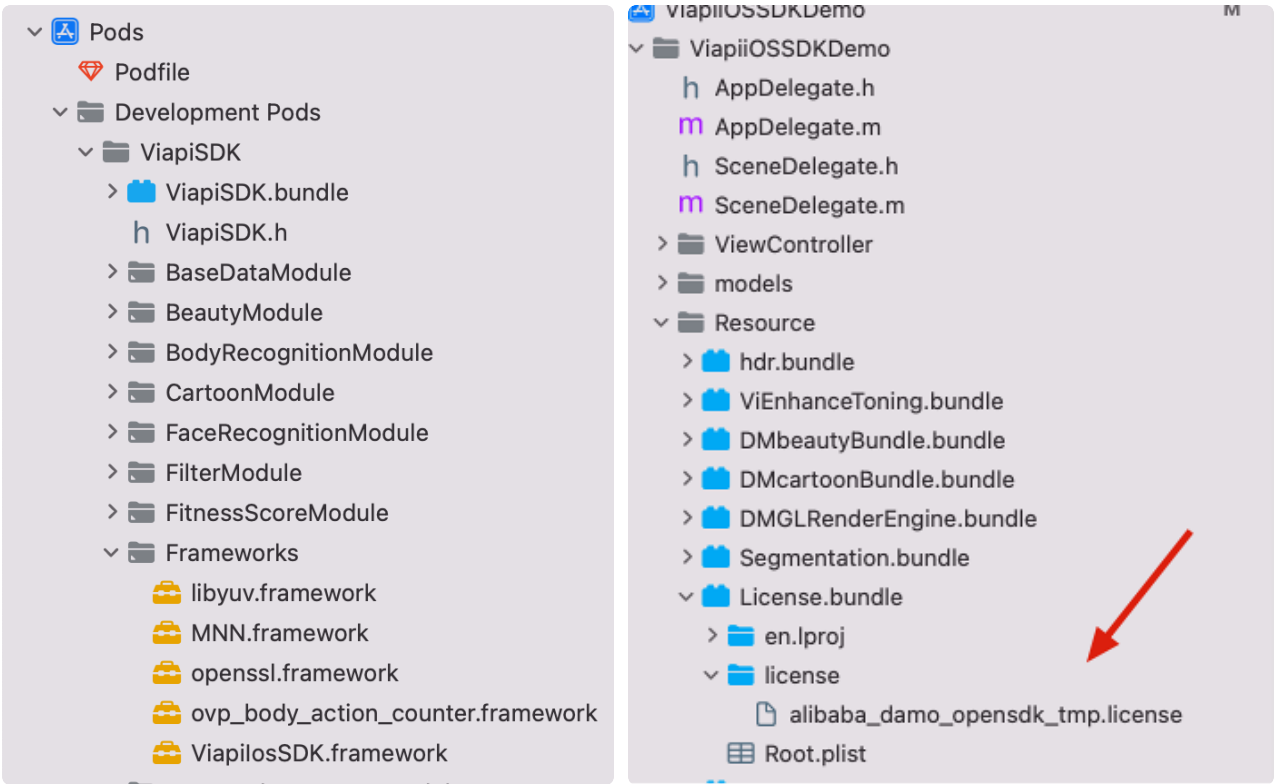 Pods
Podfile
Development Pods
ViapiSDK
ViapiSDK.bundle
h ViapiSDK.h
BaseDataModule
BeautyModule
BodyRecognitionModule
CartoonModule
FaceRecognitionModule
FilterModule
FitnessScoreModule
Frameworks
libyuv.framework
MNN.framework
openssl.framework
ovp_body_action_counter.framework
ViapiIosSDK.framework
ViapiiOSSDKDemo M
ViapiiOSSDKDemo
h AppDelegate.h
m AppDelegate.m
h SceneDelegate.h
m SceneDelegate.m
ViewController
models
Resource
hdr.bundle
ViEnhanceToning.bundle
DMbeautyBundle.bundle
DMcartoonBundle.bundle
DMGLRenderEngine.bundle
Segmentation.bundle
License.bundle
en.lproj
license
alibaba_damo_opensdk_tmp.license
Root.plist